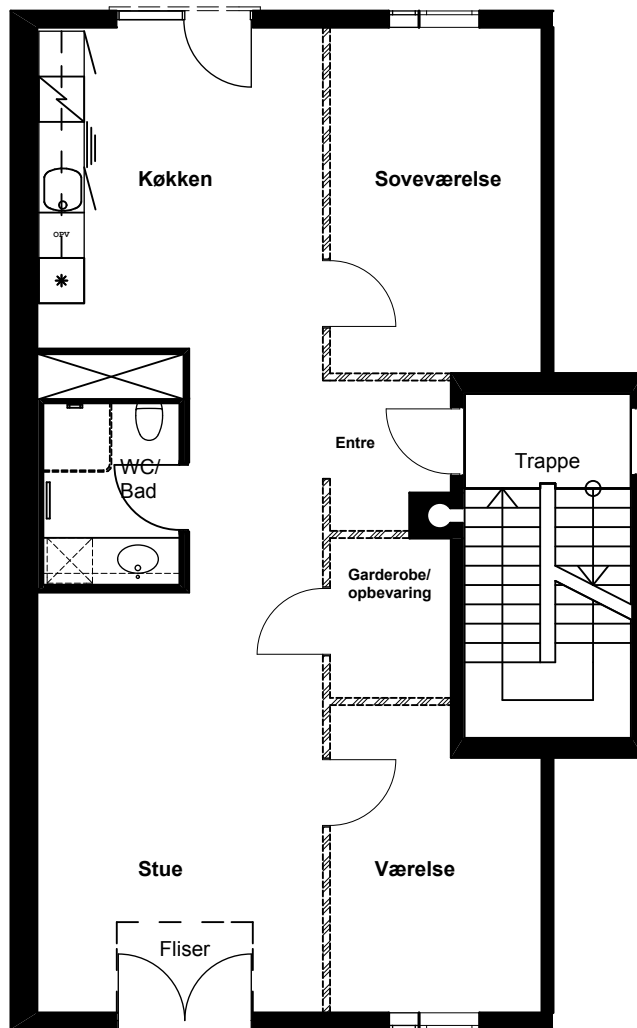 Køkken
Soveværelse
OPV
Entre
Trappe
WC/
Bad
Garderobe/
opbevaring
Stue
Værelse
Fliser